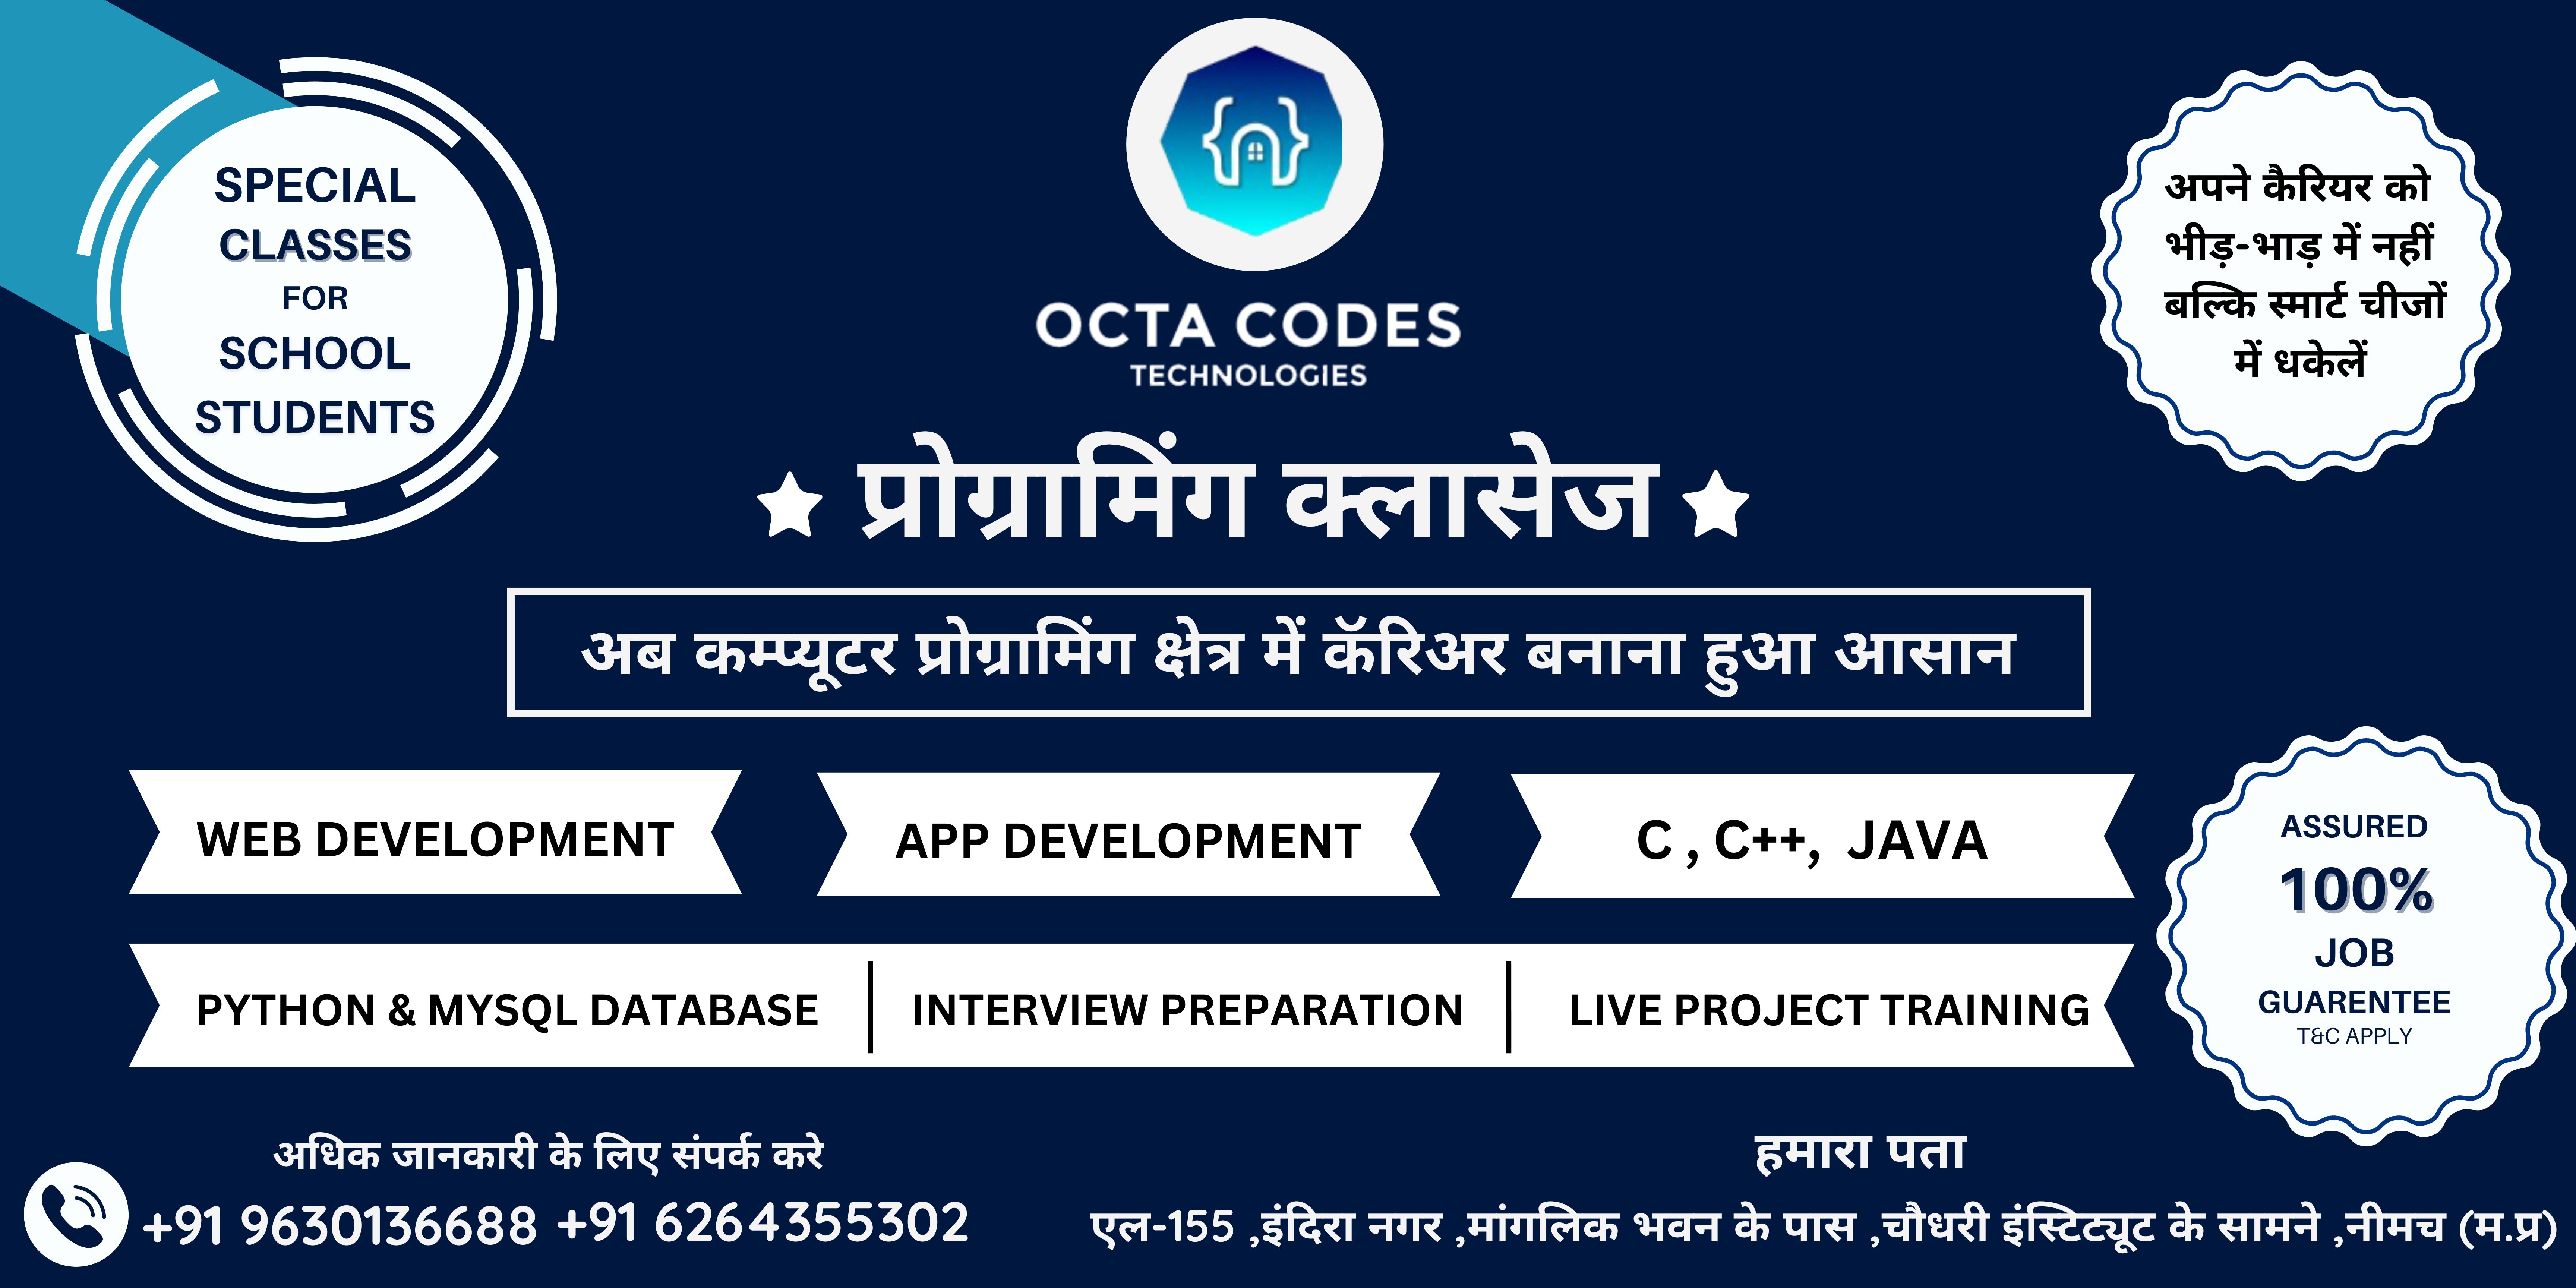 SPECIAL
CLASSES
FOR
SCHOOL
STUDENTS
OCTA CODES
TECHNOLOGIES
अपने कैरियर को
भीड़-भाड़ में नहीं
बल्कि स्मार्ट चीजों
में धकेलें
प्रोग्रामिंग क्लासेज
अब कम्प्यूटर प्रोग्रामिंग क्षेत्र में कॅरिअर बनाना हुआ आसान
WEB DEVELOPMENT
APP DEVELOPMENT
C , C++, JAVA
PYTHON & MYSQL DATABASE
INTERVIEW PREPARATION
LIVE PROJECT TRAINING
ASSURED
100%
JOB
GUARENTEE
T&C APPLY
अधिक जानकारी के लिए संपर्क करे
+91 9630136688 +91 6264355302
हमारा पता
एल-155 ,इंदिरा नगर ,मांगलिक भवन के पास ,चौधरी इंस्टिट्यूट के सामने ,नीमच (म.प्र)